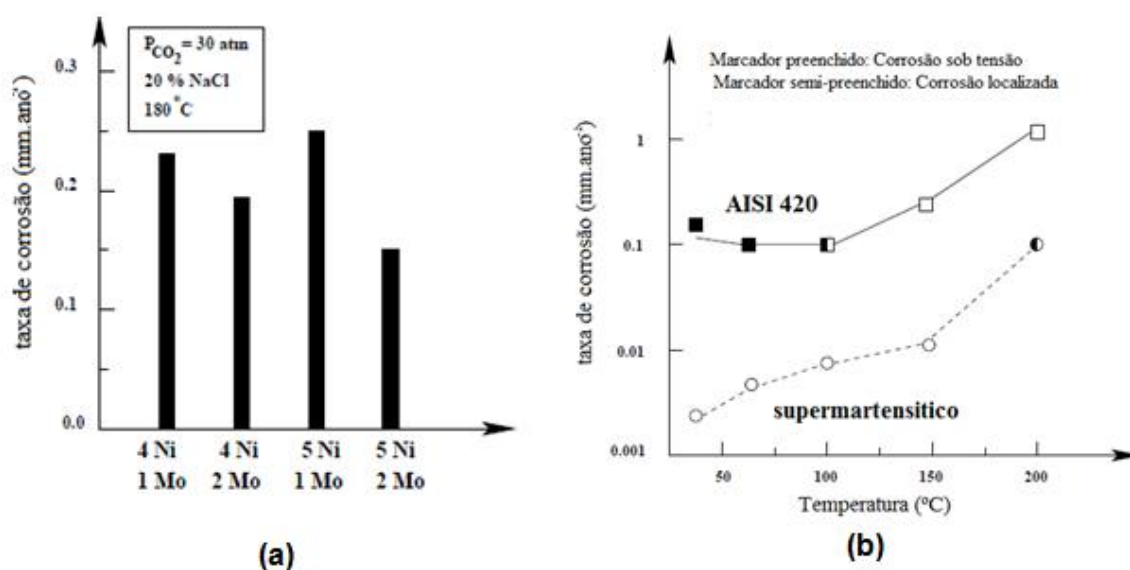 P CO2 = 30 atm
20 % NaCl
180°C
taxa de corrosão (mm.ano⁻¹)
0.3
0.2
0.1
0.0
4 Ni
1 Mo
4 Ni
2 Mo
5 Ni
1 Mo
5 Ni
2 Mo
(a)
Marcador preenchido: Corrosão sob tensão
Marcador semi-preenchido: Corrosão localizada
taxa de corrosão (mm.ano⁻¹)
1
0.1
0.01
0.001
AISI 420
supermartensitico
50
100
150
200
Temperatura (ºC)
(b)